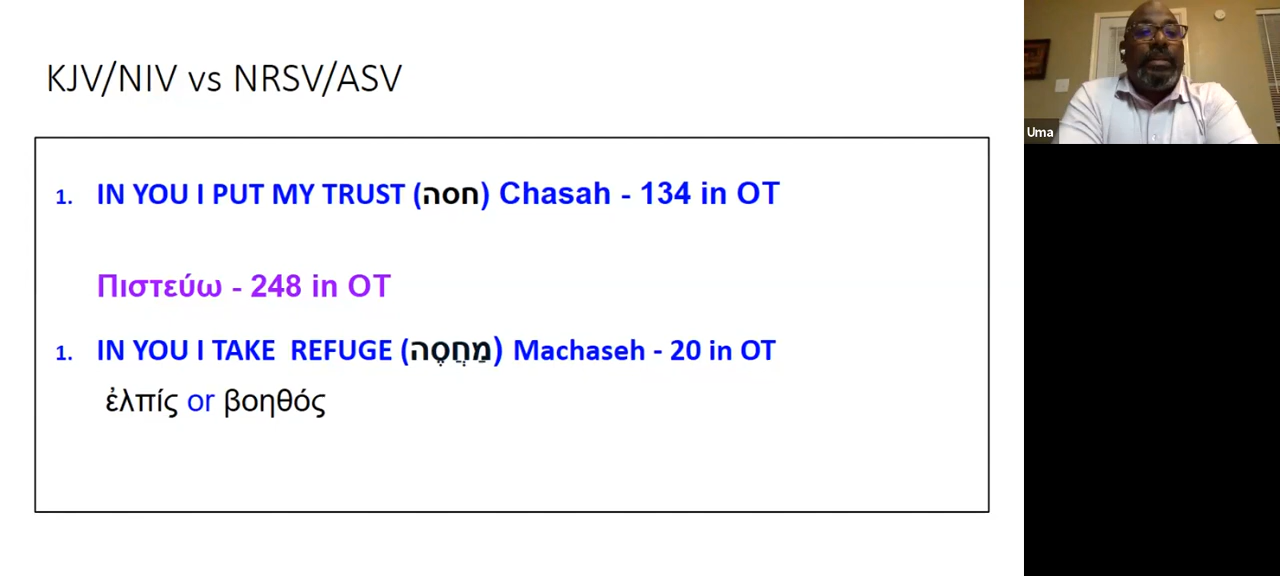 KJV/NIV vs NRSV/ASV
1. IN YOU I PUT MY TRUST (חסה) Chasah - 134 in OT
Πιστεύω - 248 in OT
1. IN YOU I TAKE REFUGE (מַחֲסֶה) Machaseh - 20 in OT
ἐλπίς or βοηθός
Uma